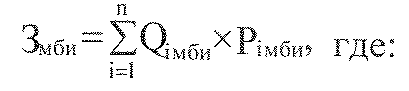 Змби = n∑i=1 Qiмби × Piмби, где: